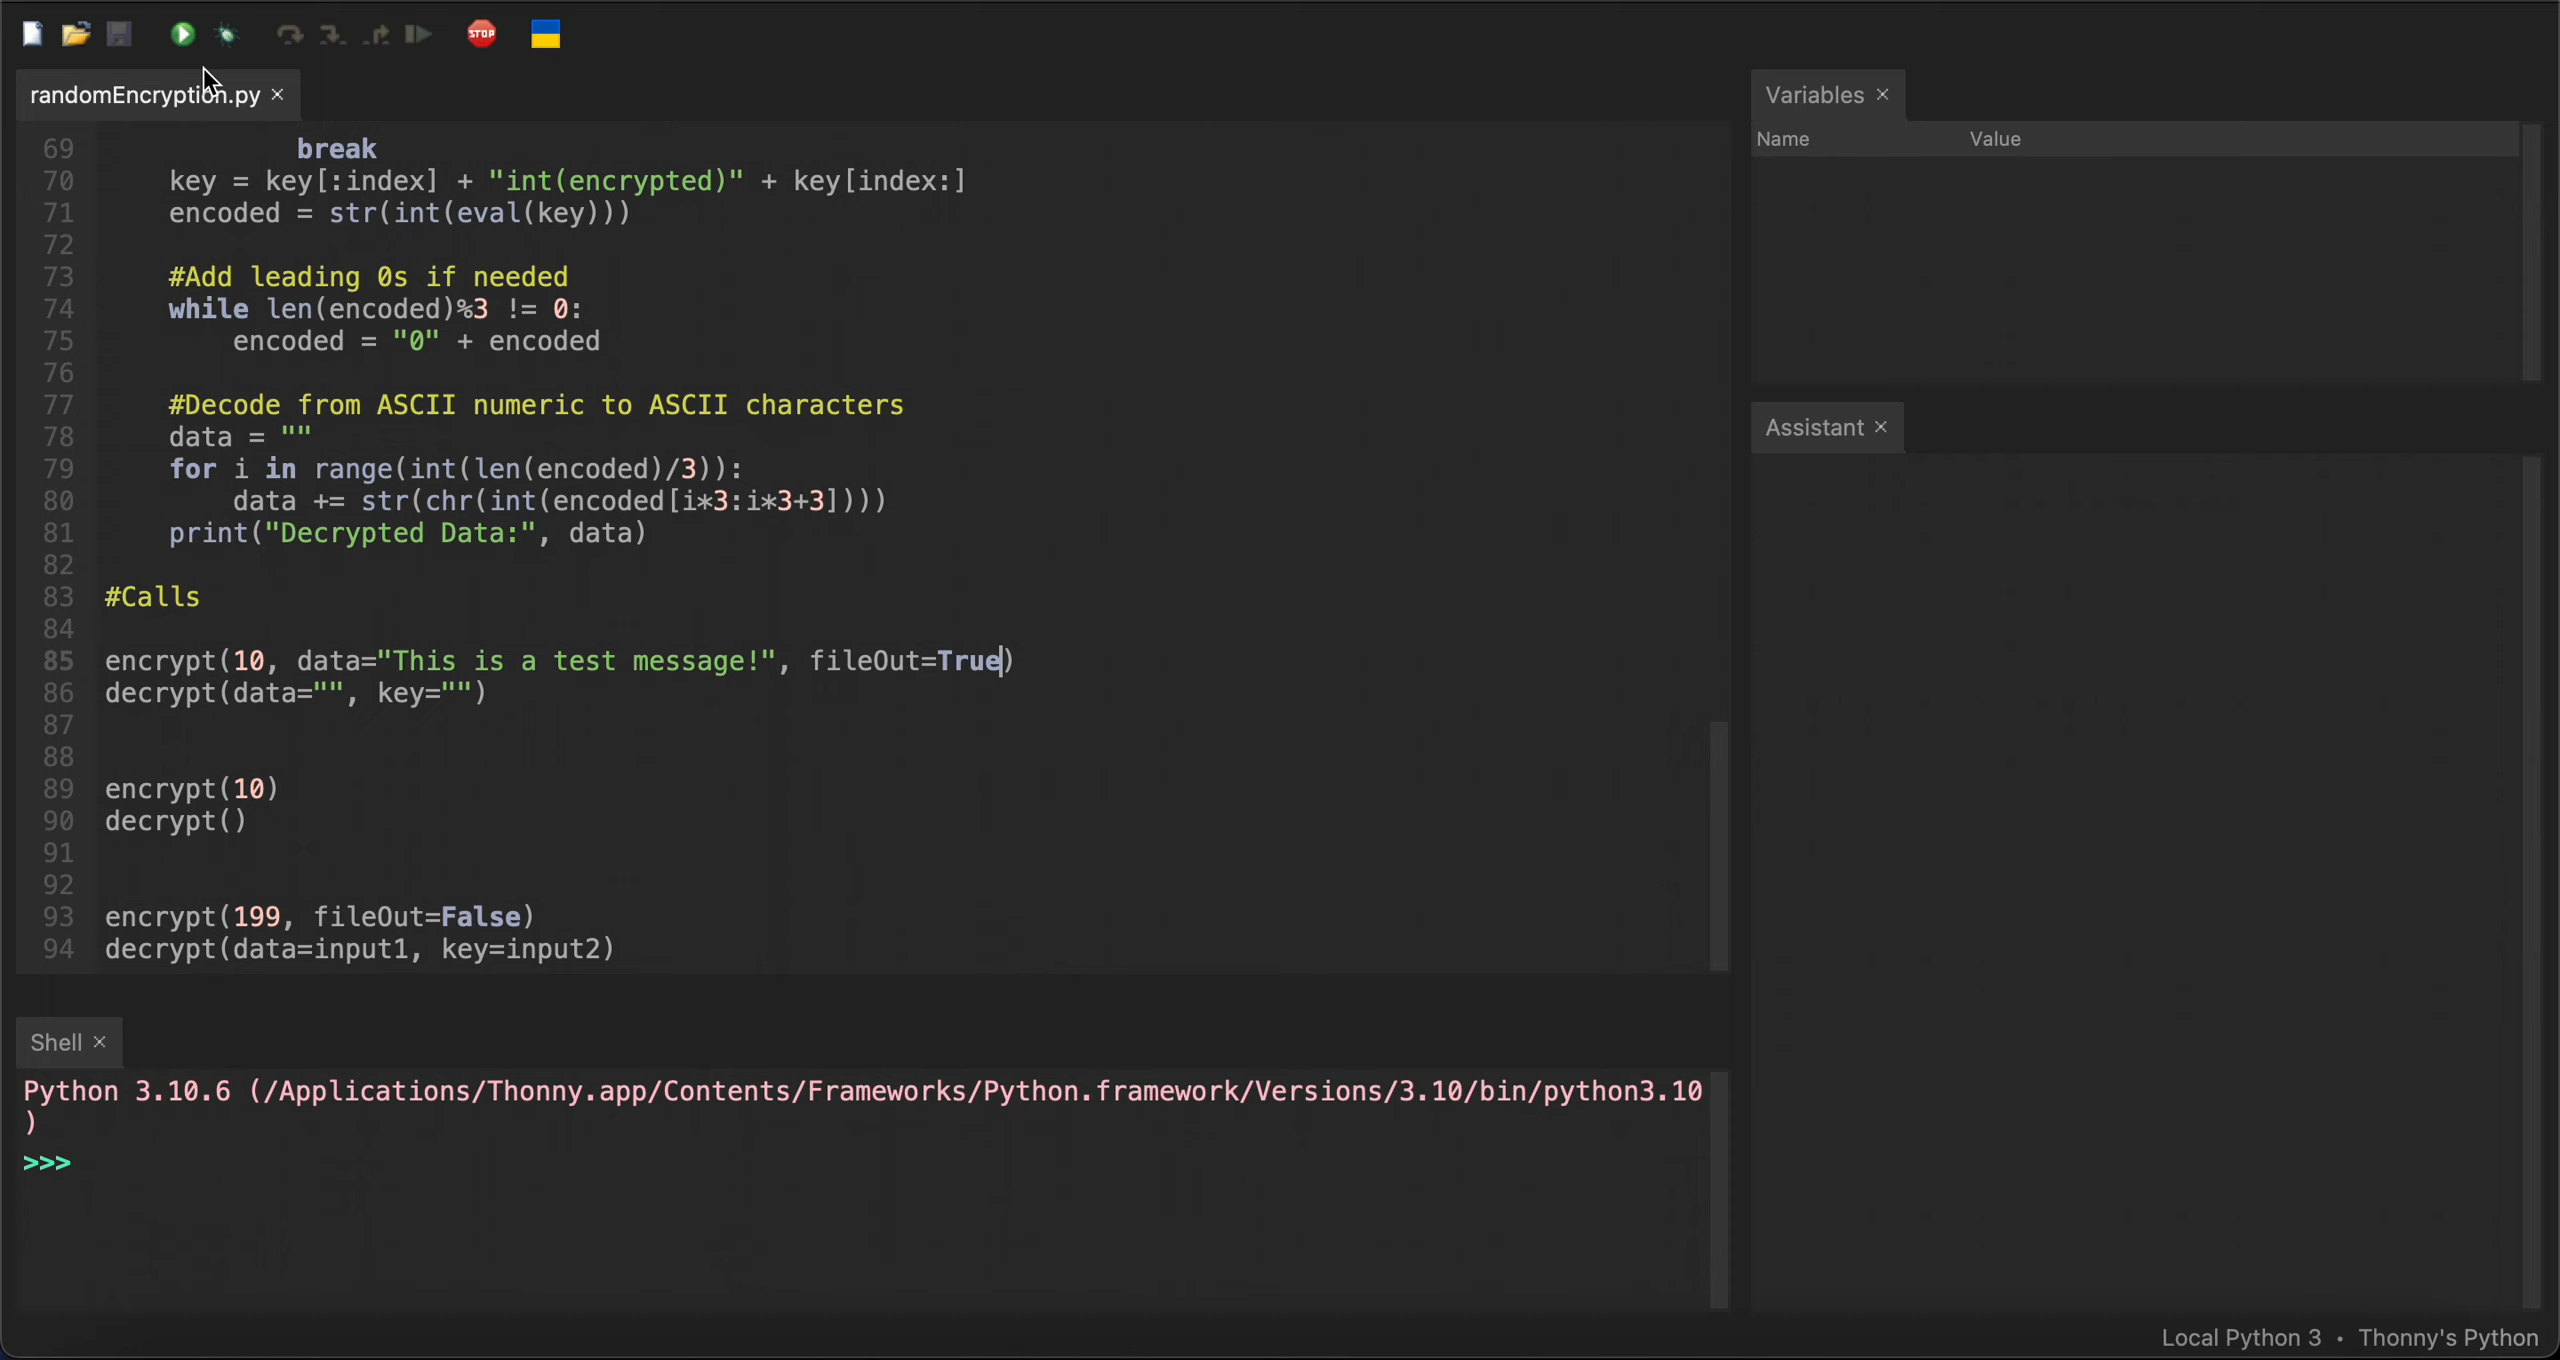 STOP
randomEncryption.py ×
69 break
70 key = key[:index] + "int(encrypted)" + key[index:]
71 encoded = str(int(eval(key)))
72
73 #Add leading 0s if needed
74 while len(encoded)%3 != 0:
75 encoded = "0" + encoded
76
77 #Decode from ASCII numeric to ASCII characters
78 data = ""
79 for i in range(int(len(encoded)/3)):
80 data += str(chr(int(encoded[i*3:i*3+3])))
81 print("Decrypted Data:", data)
82
83 #Calls
84
85 encrypt(10, data="This is a test message!", fileOut=True)
86 decrypt(data="", key="")
87
88
89 encrypt(10)
90 decrypt()
91
92
93 encrypt(199, fileOut=False)
94 decrypt(data=input1, key=input2)
Shell ×
Python 3.10.6 (/Applications/Thonny.app/Contents/Frameworks/Python.framework/Versions/3.10/bin/python3.10
)
>>>
Variables ×
Name Value
Assistant ×
Local Python 3 • Thonny's Python